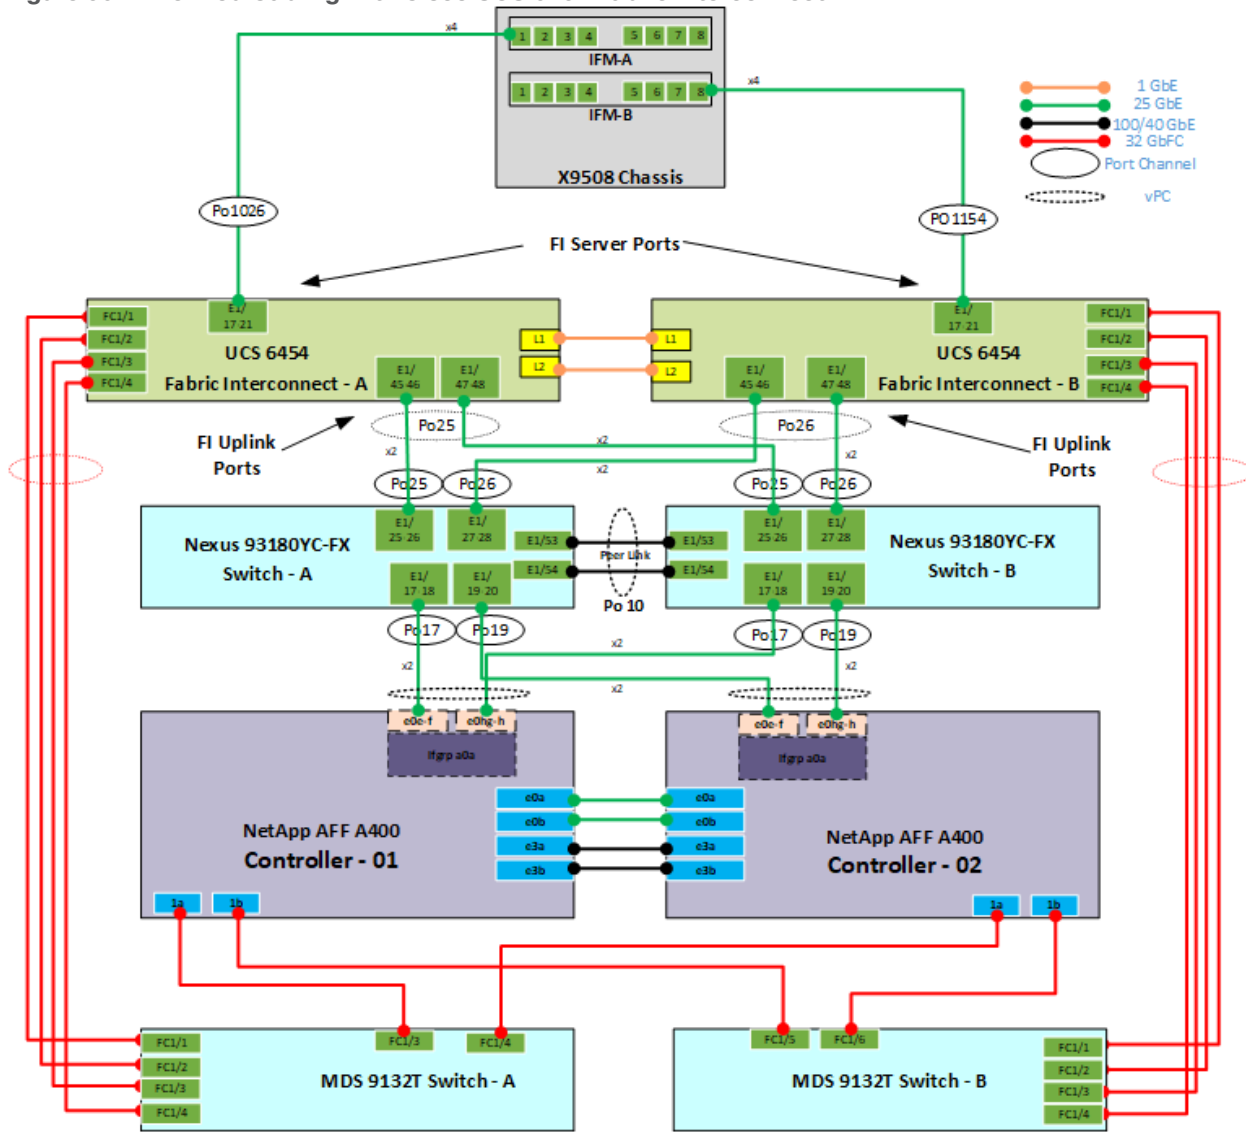 x4
1 2 3 4 5 6 7 8
IFM-A
1 2 3 4 5 6 7 8
IFM-B
X9508 Chassis
x4
1 GbE
25 GbE
100/40 GbE
32 GbFC
Port Channel
vPC
Po1026
PO1154
FI Server Ports
FC1/1
FC1/2
FC1/3
FC1/4
E1/
17-21
UCS 6454
Fabric Interconnect - A
E1/
45-46
E1/
47-48
L1
L2
L1
L2
E1/
17-21
UCS 6454
Fabric Interconnect - B
E1/
45-46
E1/
47-48
FC1/1
FC1/2
FC1/3
FC1/4
FI Uplink
Ports
Po25
Po26
FI Uplink
Ports
x2
x2
x2
x2
Po25
Po26
Po25
Po26
Nexus 93180YC-FX
Switch - A
E1/
25-26
E1/
27-28
E1/53
E1/54
E1/
17-18
E1/
19-20
Peer Link
Po 10
E1/53
E1/54
E1/
25-26
E1/
27-28
E1/
17-18
E1/
19-20
Nexus 93180YC-FX
Switch - B
Po17
Po19
Po17
Po19
x2
x2
x2
x2
e0e-f
e0hg-h
Ifgrp a0a
e0e-f
e0hg-h
Ifgrp a0a
e0a
e0b
e3a
e3b
e0a
e0b
e3a
e3b
NetApp AFF A400
Controller - 01
NetApp AFF A400
Controller - 02
1a
1b
1a
1b
FC1/1
FC1/2
FC1/3
FC1/4
FC1/3
FC1/4
MDS 9132T Switch - A
FC1/5
FC1/6
MDS 9132T Switch - B
FC1/1
FC1/2
FC1/3
FC1/4